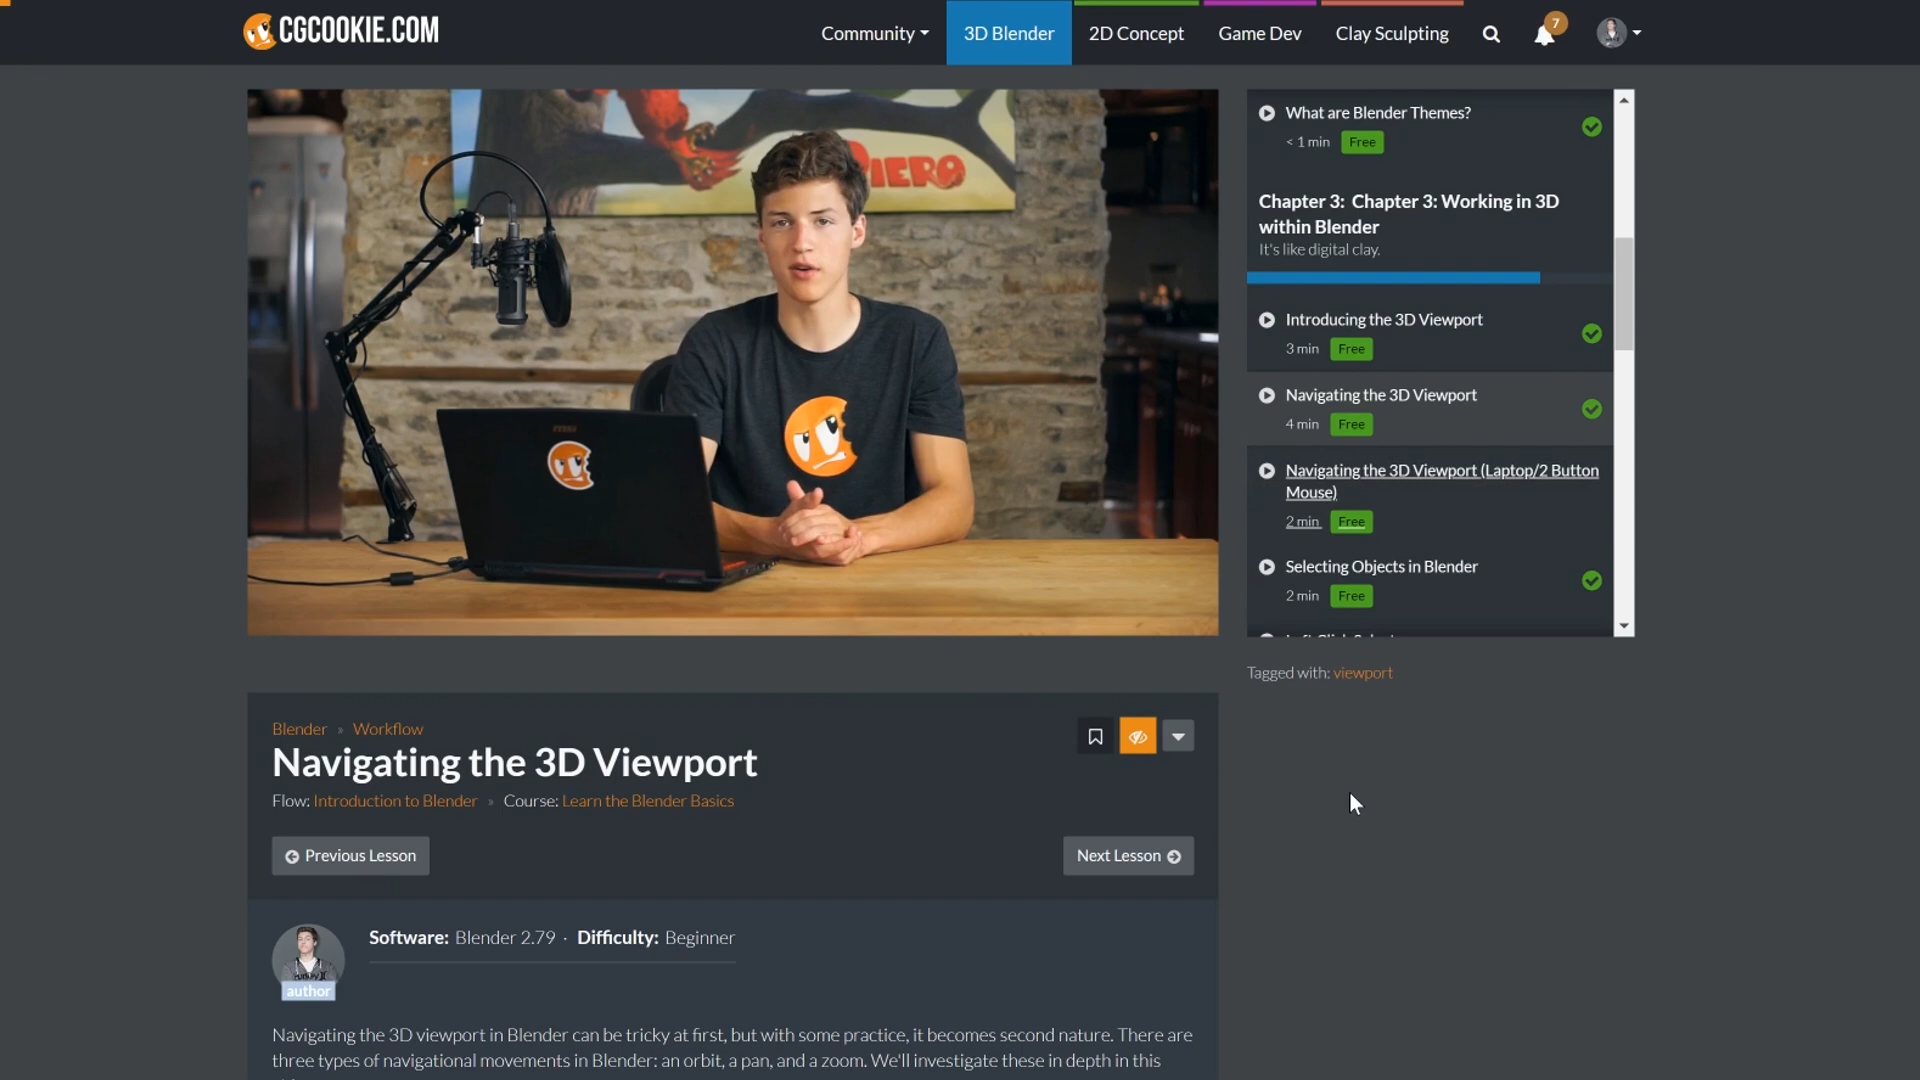 CGCOOKIE.COM
Community
3D Blender
2D Concept
Game Dev
Clay Sculpting
7
PIERO
msi
What are Blender Themes?
< 1 min Free
Chapter 3: Chapter 3: Working in 3D
within Blender
It's like digital clay.
Introducing the 3D Viewport
3 min Free
Navigating the 3D Viewport
4 min Free
Navigating the 3D Viewport (Laptop/2 Button
Mouse)
2 min Free
Selecting Objects in Blender
2 min Free
Tagged with: viewport
Blender » Workflow
Navigating the 3D Viewport
Flow: Introduction to Blender » Course: Learn the Blender Basics
Previous Lesson
Next Lesson
Software: Blender 2.79 · Difficulty: Beginner
author
Navigating the 3D viewport in Blender can be tricky at first, but with some practice, it becomes second nature. There are
three types of navigational movements in Blender: an orbit, a pan, and a zoom. We'll investigate these in depth in this